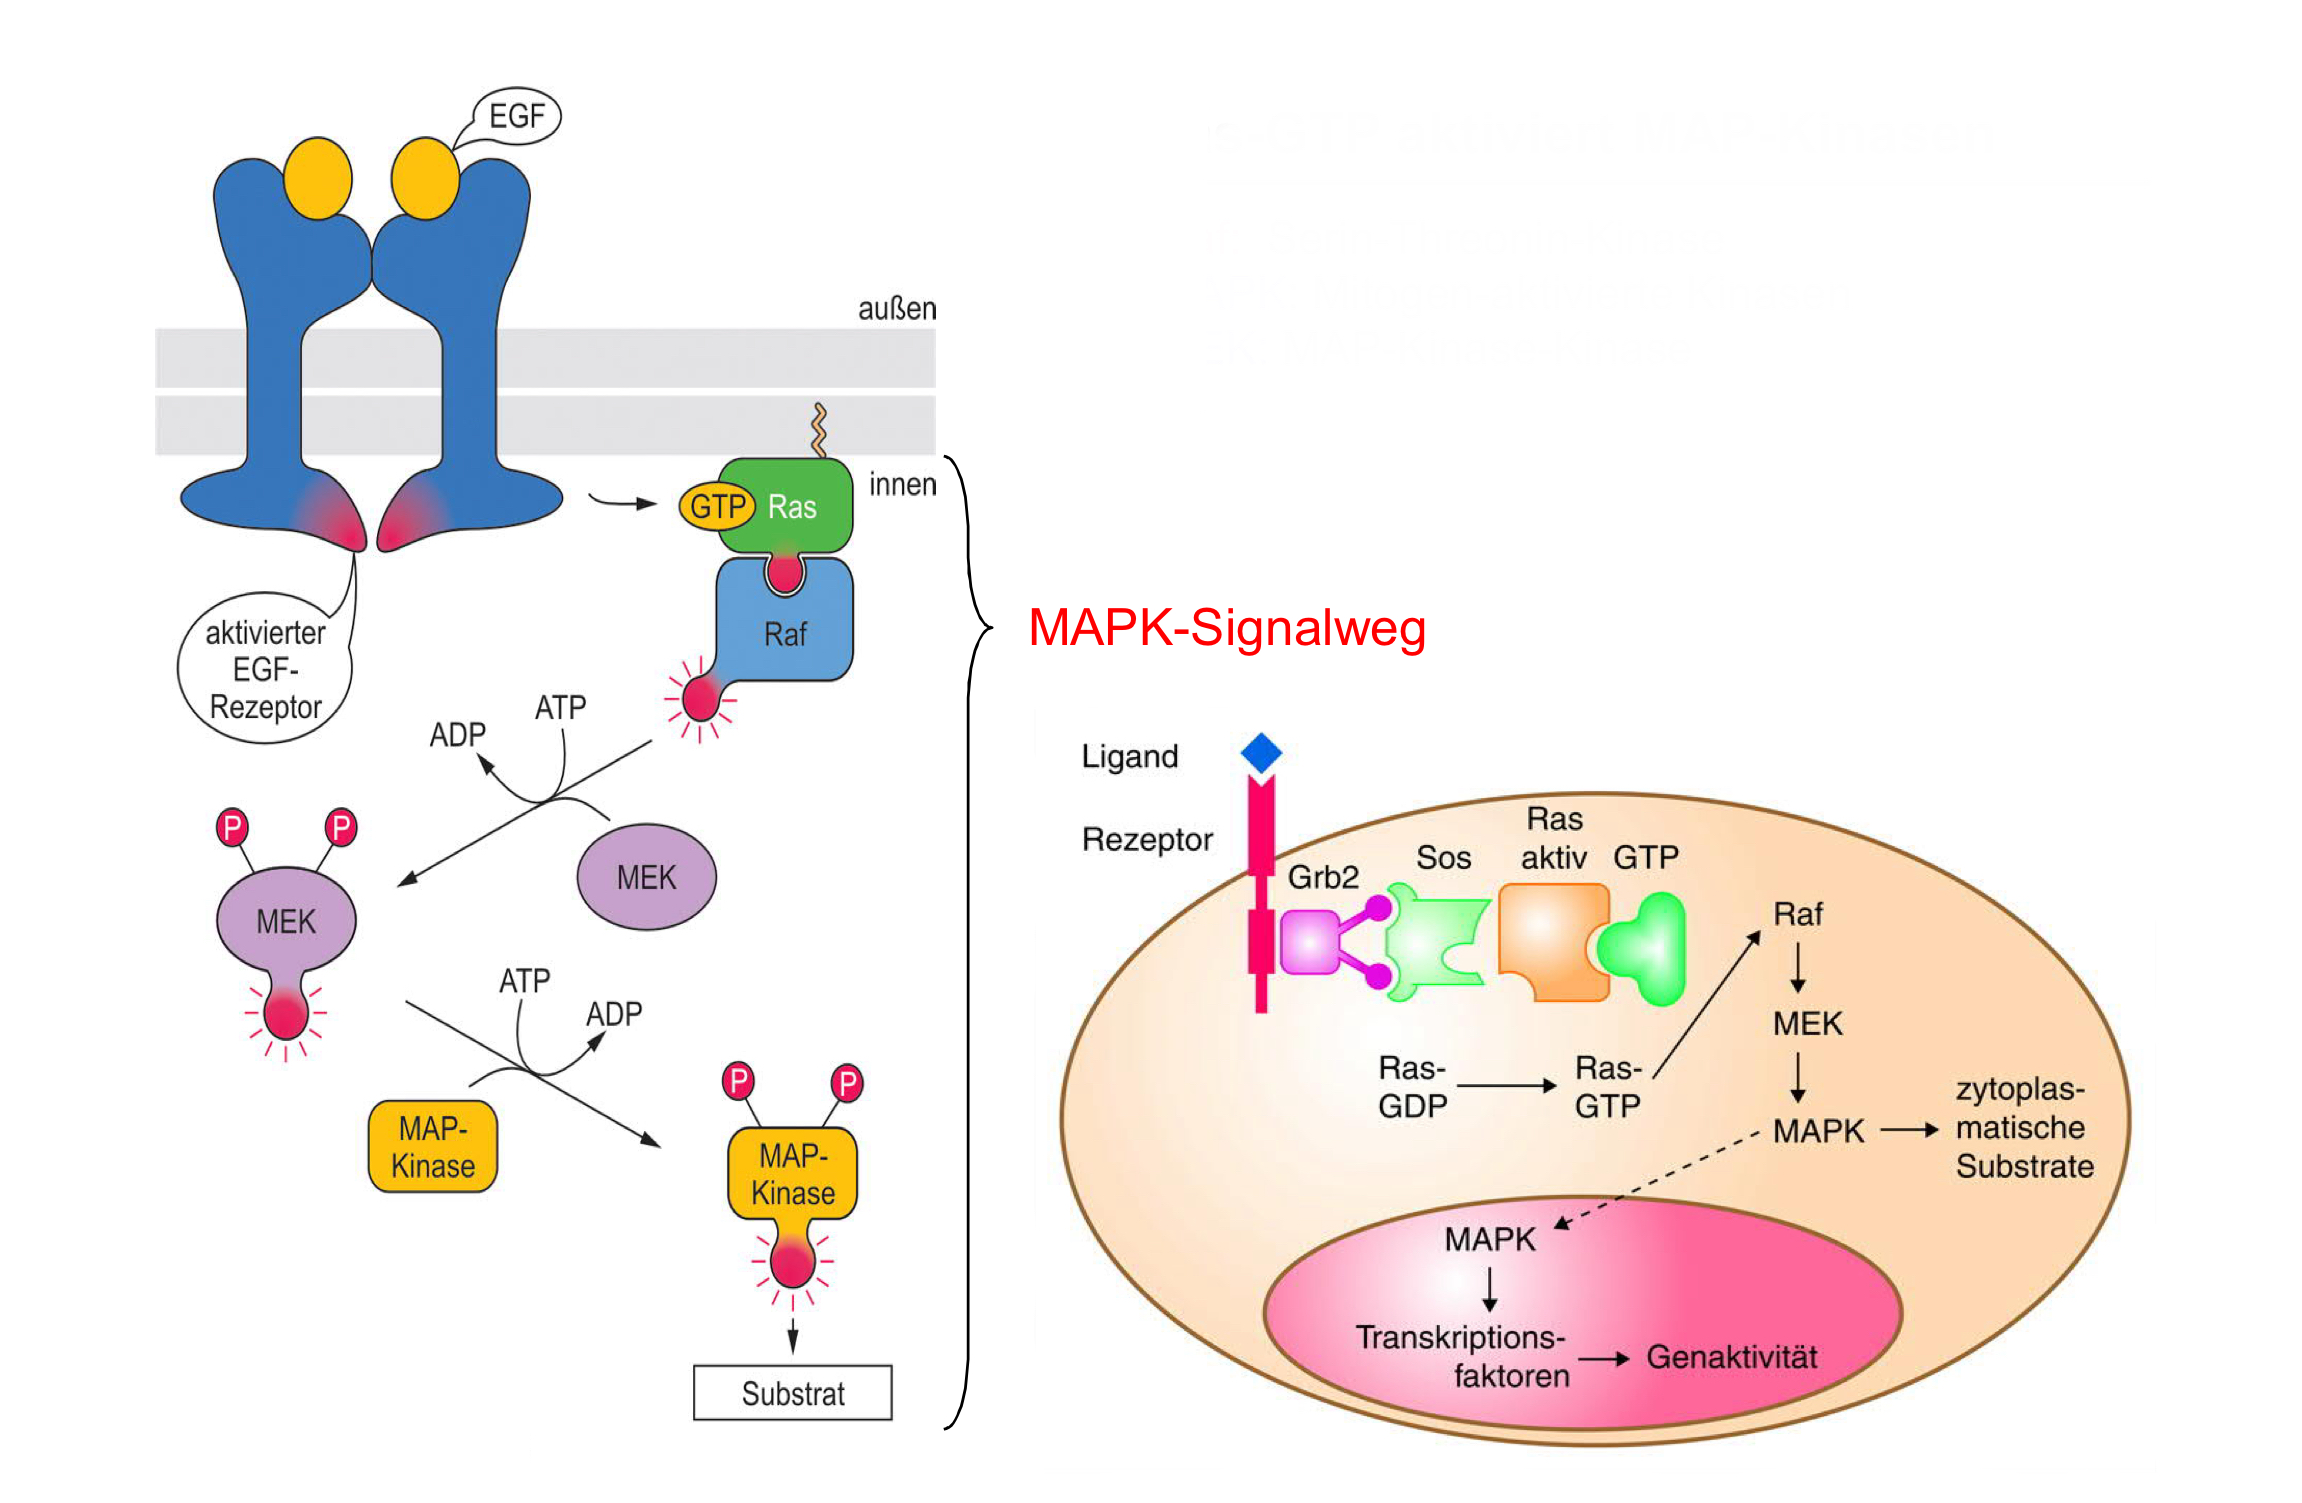 EGF
außen
innen
GTP
Ras
Raf
aktivierter
EGF-
Rezeptor
ATP
ADP
MEK
P
P
MEK
ATP
ADP
MAP-
Kinase
P
P
MAP-
Kinase
Substrat
MAPK-Signalweg
Ligand
Rezeptor
Grb2
Sos
Ras
aktiv
GTP
Raf
MEK
MAPK
Ras-
GDP
Ras-
GTP
zytoplas-
matische
Substrate
MAPK
Transkriptions-
faktoren
Genaktivität